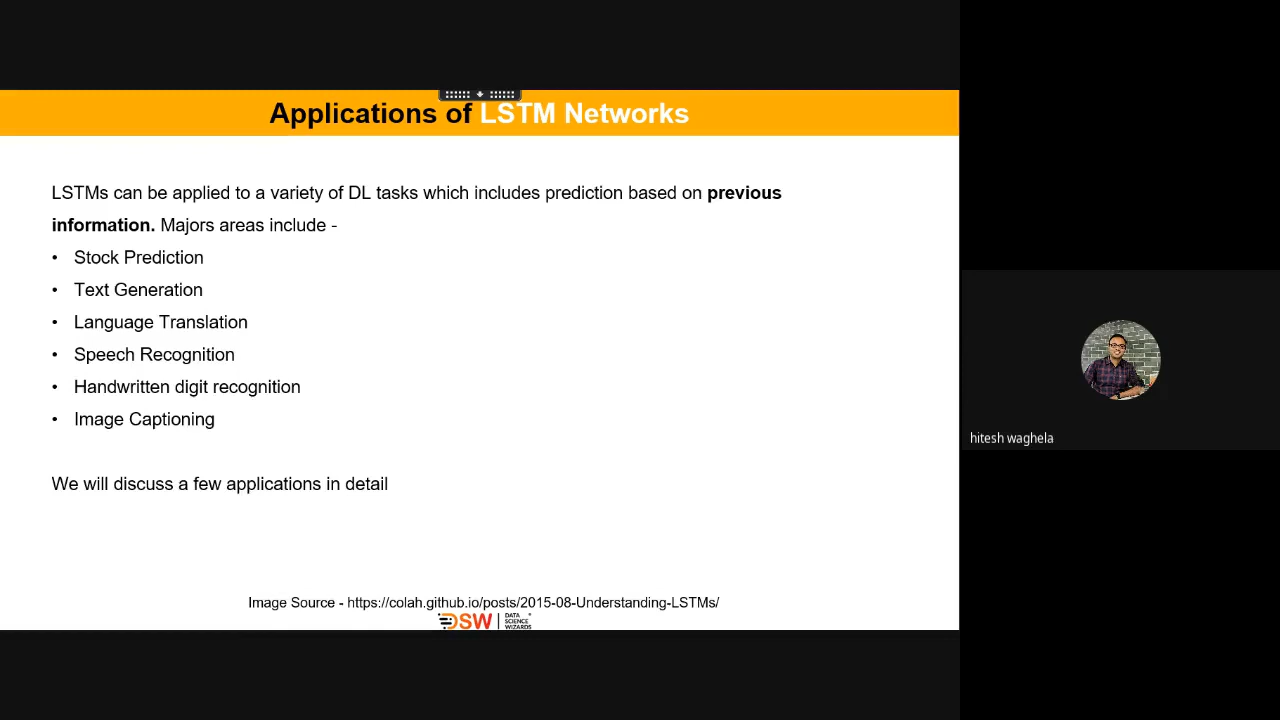 Applications of LSTM Networks
LSTMs can be applied to a variety of DL tasks which includes prediction based on previous
information. Majors areas include -
• Stock Prediction
• Text Generation
• Language Translation
• Speech Recognition
• Handwritten digit recognition
• Image Captioning
We will discuss a few applications in detail
Image Source - https://colah.github.io/posts/2015-08-Understanding-LSTMs/
DSW | DATA
SCIENCE
WIZARDS
hitesh waghela